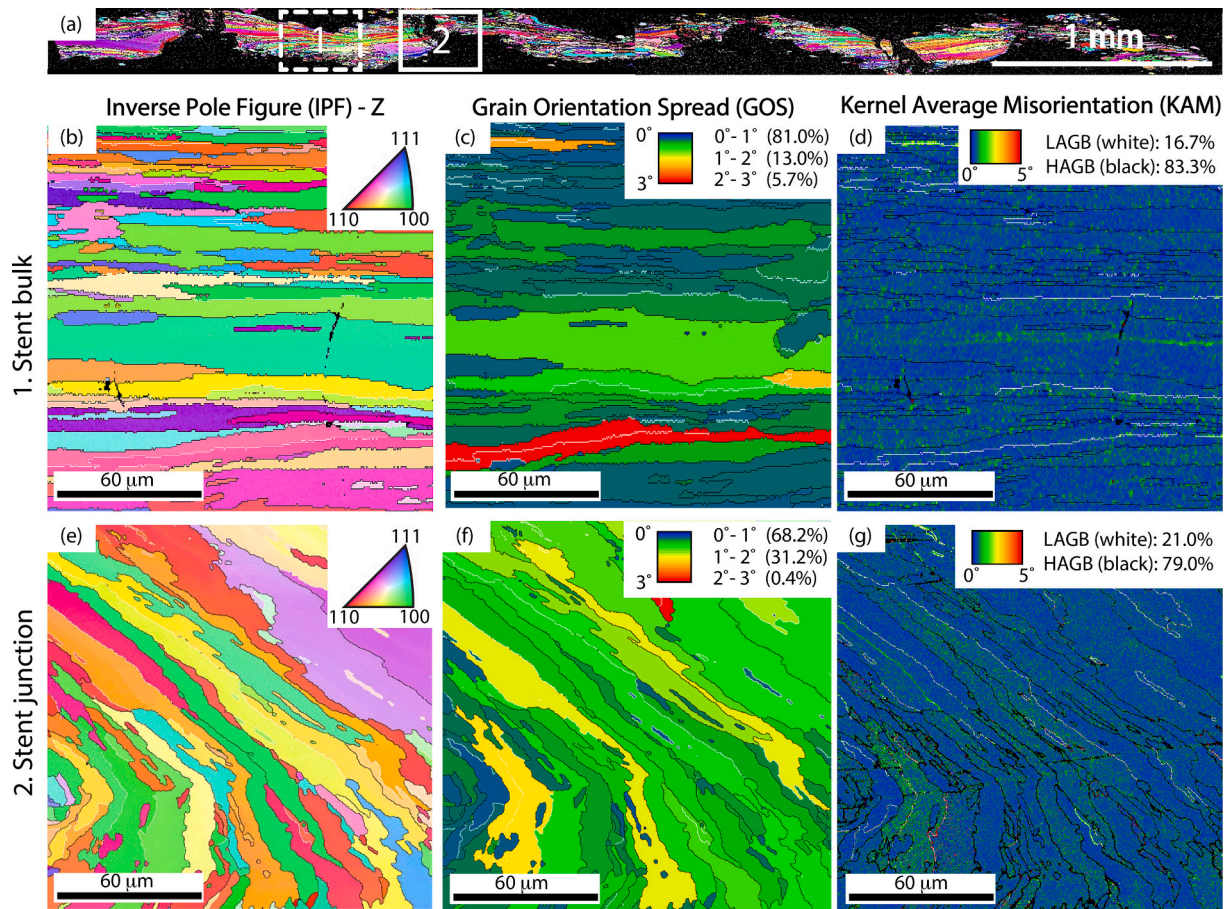 (a)
1
2
1 mm
Inverse Pole Figure (IPF) - Z
Grain Orientation Spread (GOS)
Kernel Average Misorientation (KAM)
1. Stent bulk
(b)
111
110
100
60 μm
(c)
0°
3°
0°- 1° (81.0%)
1°- 2° (13.0%)
2°- 3° (5.7%)
60 μm
(d)
0°
5°
LAGB (white): 16.7%
HAGB (black): 83.3%
60 μm
2. Stent junction
(e)
111
110
100
60 μm
(f)
0°
3°
0°- 1° (68.2%)
1°- 2° (31.2%)
2°- 3° (0.4%)
60 μm
(g)
0°
5°
LAGB (white): 21.0%
HAGB (black): 79.0%
60 μm